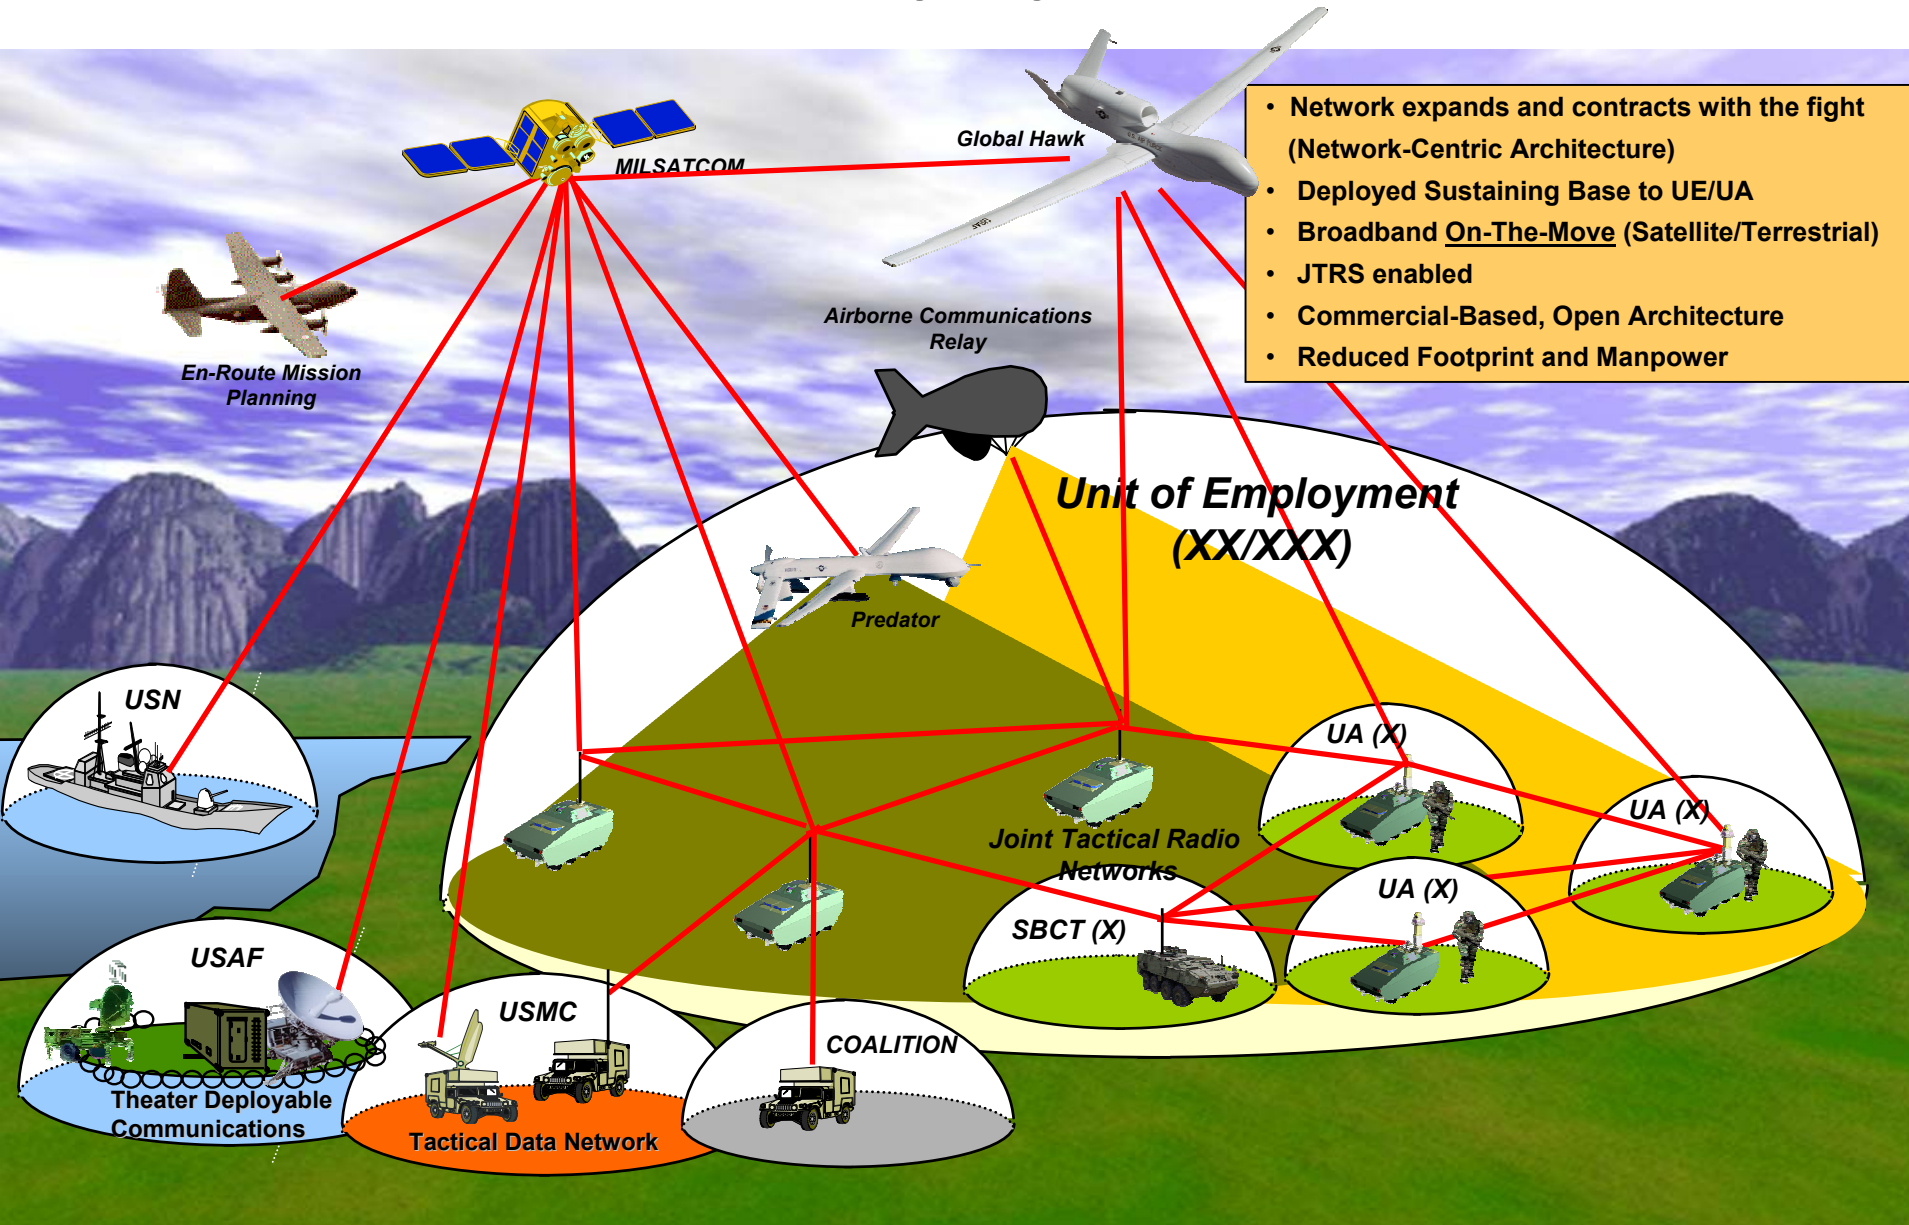 • Network expands and contracts with the fight
(Network-Centric Architecture)
• Deployed Sustaining Base to UE/UA
• Broadband On-The-Move (Satellite/Terrestrial)
• JTRS enabled
• Commercial-Based, Open Architecture
• Reduced Footprint and Manpower
Global Hawk
MILSATCOM
Airborne Communications
Relay
En-Route Mission
Planning
Unit of Employment
(XX/XXX)
Predator
USN
UA (X)
UA (X)
Joint Tactical Radio
Networks
UA (X)
SBCT (X)
USAF
USMC
COALITION
Theater Deployable
Communications
Tactical Data Network